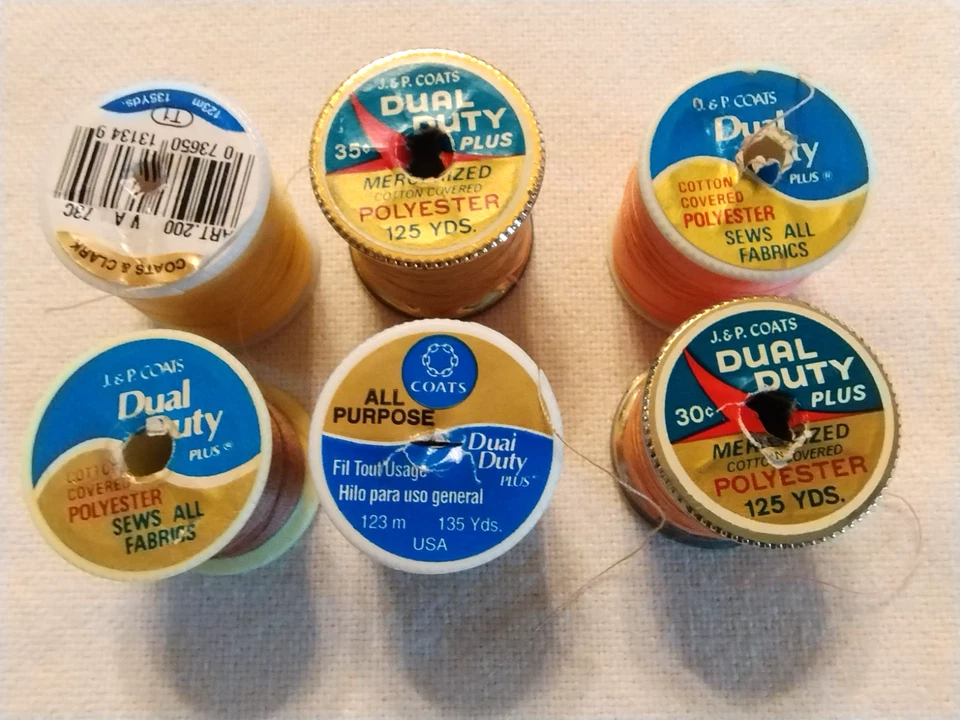 123m 135Yds.
T1
0 73650 13134 9
ART.200
V A 73C
COATS & CLARK
J. & P. COATS
DUAL
DUTY
PLUS
35¢
MERCERIZED
COTTON COVERED
POLYESTER
125 YDS.
J. & P. COATS
Dual
Duty
PLUS ®
COTTON
COVERED
POLYESTER
SEWS ALL
FABRICS
J. & P. COATS
Dual
Duty
PLUS ®
COTTON
COVERED
POLYESTER
SEWS ALL
FABRICS
COATS
ALL
PURPOSE
Dual
Duty
PLUS
Fil Tout Usage
Hilo para uso general
123 m 135 Yds.
USA
J. & P. COATS
DUAL
DUTY
PLUS
30¢
MERCERIZED
COTTON COVERED
POLYESTER
125 YDS.